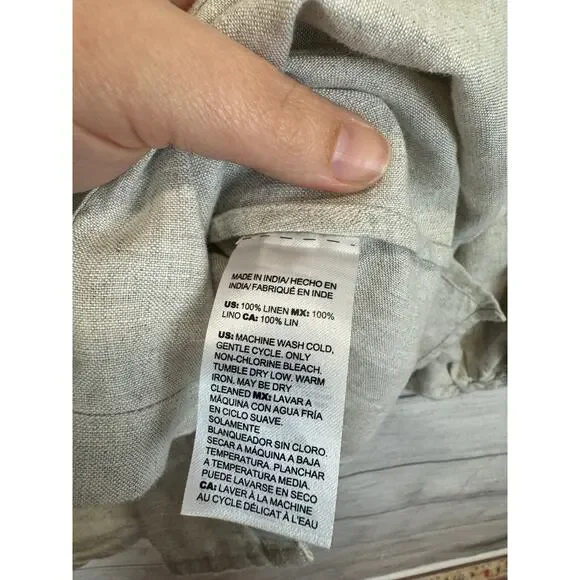 MADE IN INDIA/ HECHO EN
INDIA/ FABRIQUÉ EN INDE
US: 100% LINEN MX: 100%
LINO CA: 100% LIN
US: MACHINE WASH COLD,
GENTLE CYCLE. ONLY
NON-CHLORINE BLEACH.
TUMBLE DRY LOW. WARM
IRON. MAY BE DRY
CLEANED MX: LAVAR A
MÁQUINA CON AGUA FRÍA
EN CICLO SUAVE.
SOLAMENTE
BLANQUEADOR SIN CLORO.
SECAR A MÁQUINA A BAJA
TEMPERATURA. PLANCHAR
A TEMPERATURA MEDIA.
PUEDE LAVARSE EN SECO
CA: LAVER À LA MACHINE
AU CYCLE DÉLICAT À L'EAU